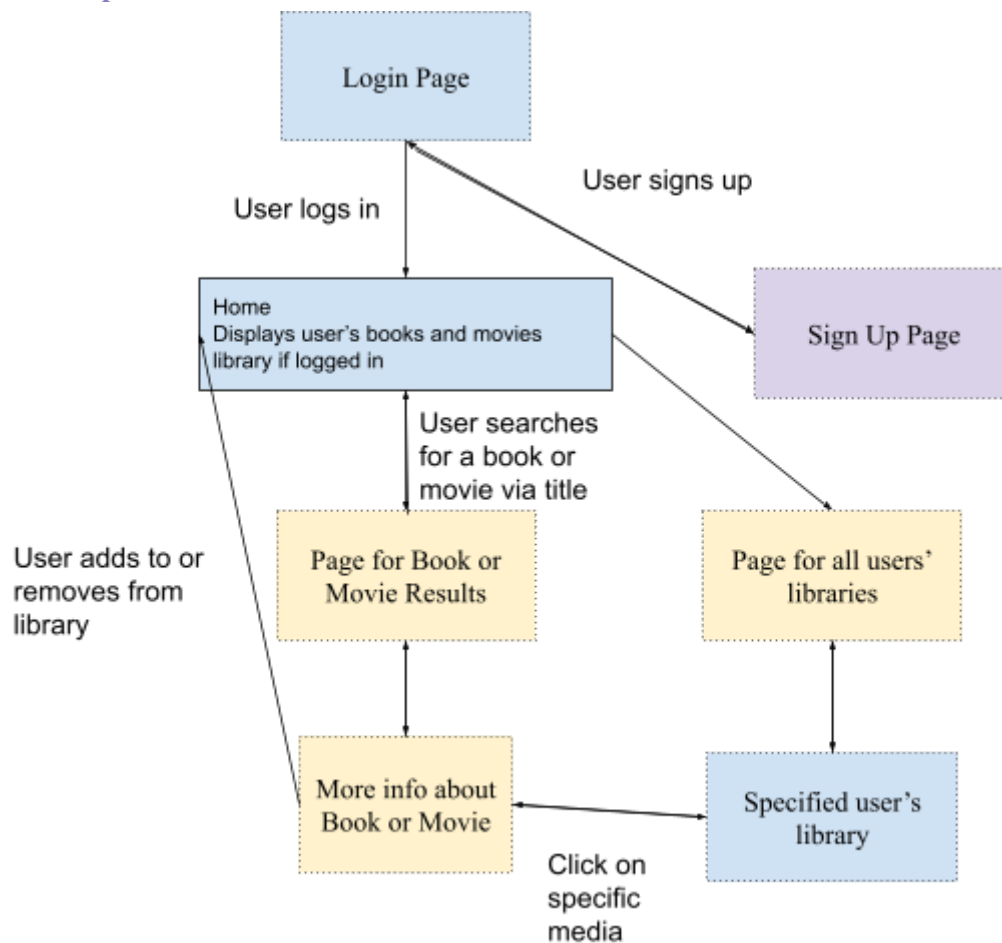 Login Page
User signs up
User logs in
Home
Displays user's books and movies
library if logged in
Sign Up Page
User searches
for a book or
movie via title
Page for Book or
Movie Results
Page for all users'
libraries
User adds to or
removes from
library
More info about
Book or Movie
Specified user's
library
Click on
specific
media